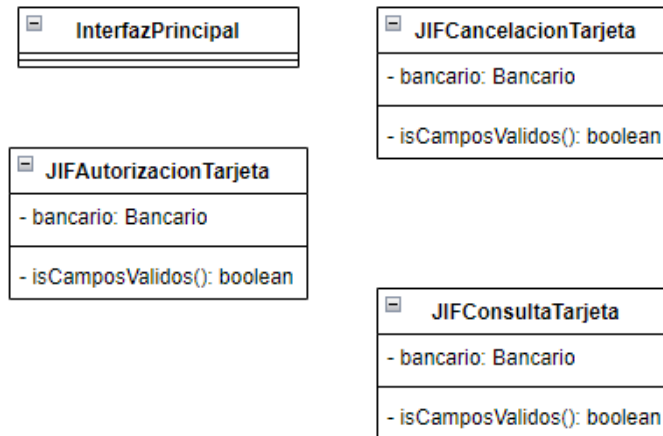 InterfazPrincipal
JIFCancelacionTarjeta
- bancario: Bancario
- isCamposValidos(): boolean
JIFAutorizacionTarjeta
- bancario: Bancario
- isCamposValidos(): boolean
JIFConsultaTarjeta
- bancario: Bancario
- isCamposValidos(): boolean